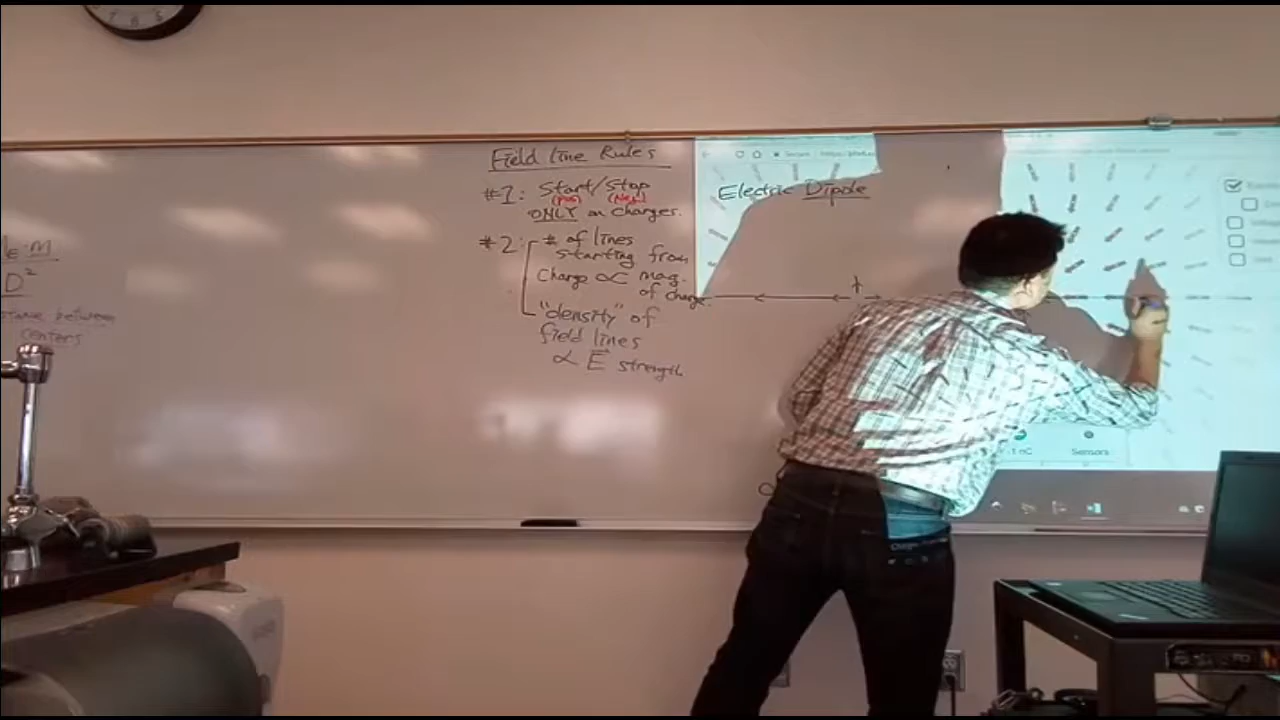 Field line Rules
#1: Start/Stop
(Pos) (Neg)
ONLY on charges.
#2: # of lines
starting from
Charge ∝ mag.
of charge.
"density" of
field lines
∝ E⃗ strength
Electric Dipole
M
D²
between
centers
Sensors